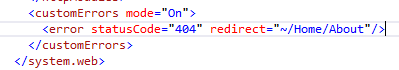 <customErrors mode="On">
<error statusCode="404" redirect="~/Home/About"/>
</customErrors>
</system.web>